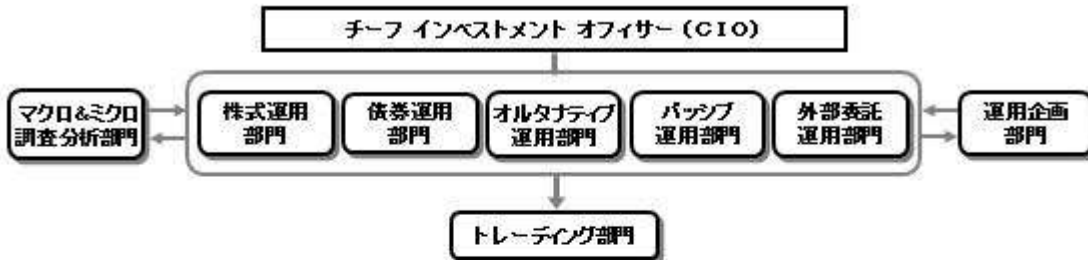 チーフ インベストメント オフィサー (CIO)
マクロ&ミクロ
調査分析部門
株式運用
部門
債券運用
部門
オルタナティブ
運用部門
パッシブ
運用部門
外部委託
運用部門
運用企画
部門
トレーディング部門